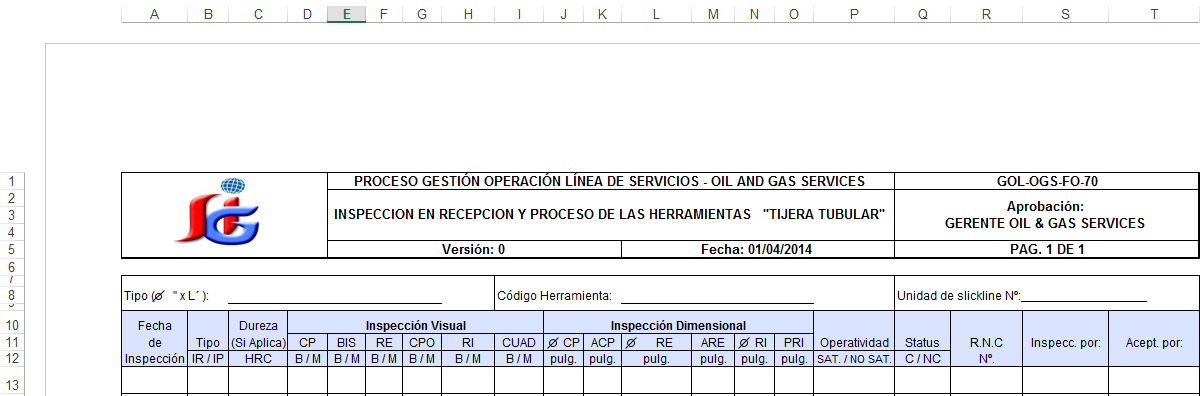 A B C D E F G H I J K L M N O P Q R S T
1 PROCESO GESTIÓN OPERACIÓN LÍNEA DE SERVICIOS - OIL AND GAS SERVICES GOL-OGS-FO-70
2
3 INSPECCION EN RECEPCION Y PROCESO DE LAS HERRAMIENTAS "TIJERA TUBULAR" Aprobación:
4 GERENTE OIL & GAS SERVICES
5 Versión: 0 Fecha: 01/04/2014 PAG. 1 DE 1
6
7
8 Tipo (⌀ " x L´ ): Código Herramienta: Unidad de slickline Nº:
9
10 Fecha Dureza Inspección Visual Inspección Dimensional
11 de Tipo (Si Aplica) CP BIS RE CPO RI CUAD ⌀ CP ACP ⌀ RE ARE ⌀ RI PRI Operatividad Status R.N.C Inspecc. por: Acept. por:
12 Inspección IR / IP HRC B / M B / M B / M B / M B / M B / M pulg. pulg. pulg. pulg. pulg. pulg. SAT. / NO SAT. C / NC Nº.
13